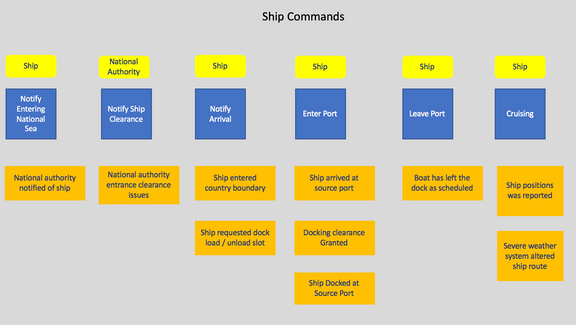 Ship Commands
Ship
National
Authority
Ship
Ship
Ship
Ship
Notify
Entering
National
Sea
Notify Ship
Clearance
Notify
Arrival
Enter Port
Leave Port
Cruising
National authority
notified of ship
National authority
entrance clearance
issues
Ship entered
country boundary
Ship arrived at
source port
Boat has left the
dock as scheduled
Ship positions
was reported
Ship requested dock
load / unload slot
Docking clearance
Granted
Severe weather
system altered
ship route
Ship Docked at
Source Port